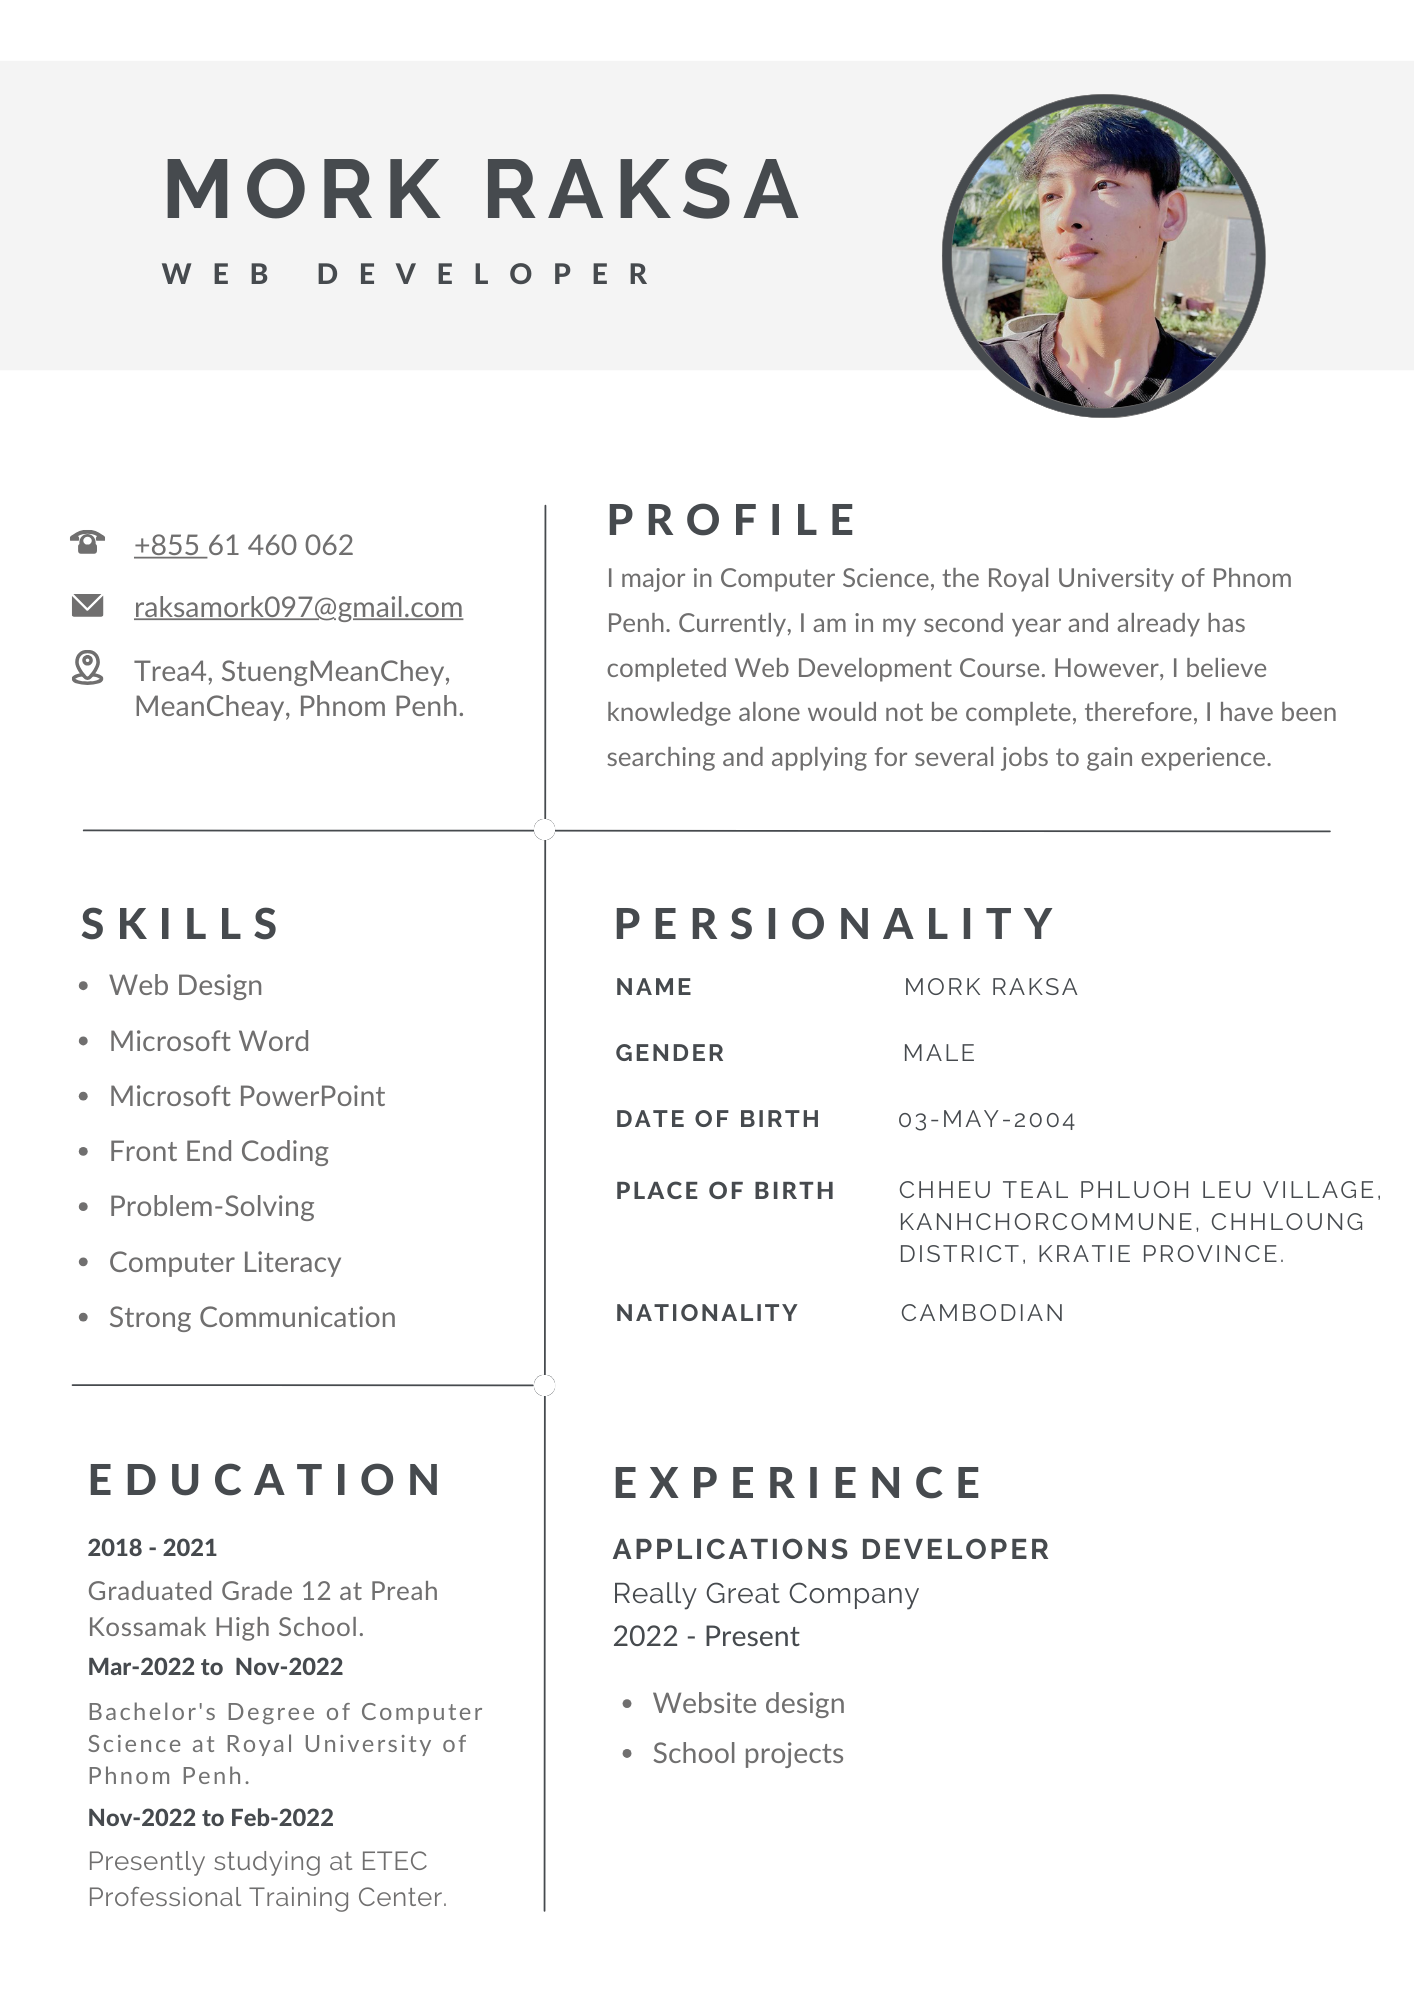 MORK RAKSA
WEB DEVELOPER
+855 61 460 062
raksamork097@gmail.com
Trea4, StuengMeanChey,
MeanCheay, Phnom Penh.
PROFILE
I major in Computer Science, the Royal University of Phnom
Penh. Currently, I am in my second year and already has
completed Web Development Course. However, I believe
knowledge alone would not be complete, therefore, I have been
searching and applying for several jobs to gain experience.
SKILLS
• Web Design
• Microsoft Word
• Microsoft PowerPoint
• Front End Coding
• Problem-Solving
• Computer Literacy
• Strong Communication
PERSIONALITY
NAME MORK RAKSA
GENDER MALE
DATE OF BIRTH 03-MAY-2004
PLACE OF BIRTH CHHEU TEAL PHLUOH LEU VILLAGE,
KANHCHORCOMMUNE, CHHLOUNG
DISTRICT, KRATIE PROVINCE.
NATIONALITY CAMBODIAN
EDUCATION
2018 - 2021
Graduated Grade 12 at Preah
Kossamak High School.
Mar-2022 to Nov-2022
Bachelor's Degree of Computer
Science at Royal University of
Phnom Penh.
Nov-2022 to Feb-2022
Presently studying at ETEC
Professional Training Center.
EXPERIENCE
APPLICATIONS DEVELOPER
Really Great Company
2022 - Present
• Website design
• School projects